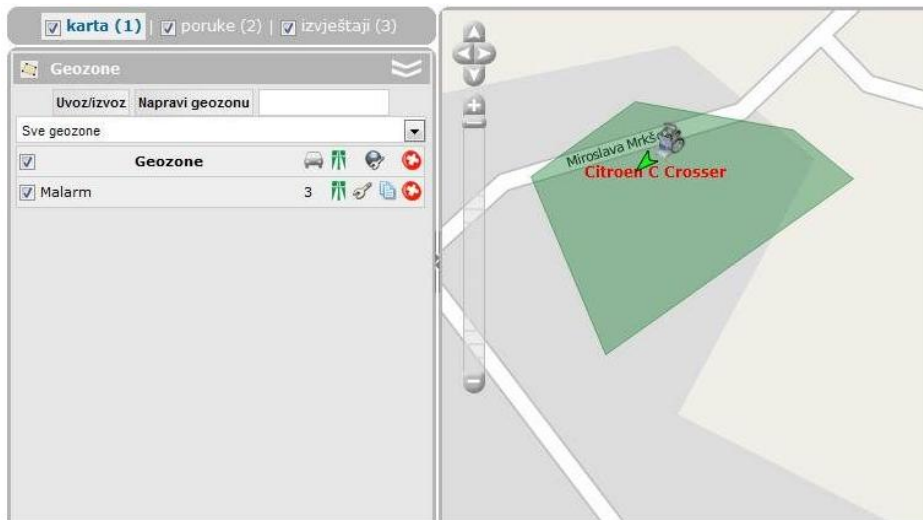 karta (1) | poruke (2) | izvještaji (3)
Geozone
Uvoz/izvoz Napravi geozonu
Sve geozone
Geozone
Malarm 3
Miroslava Mrkš
Citroen C Crosser